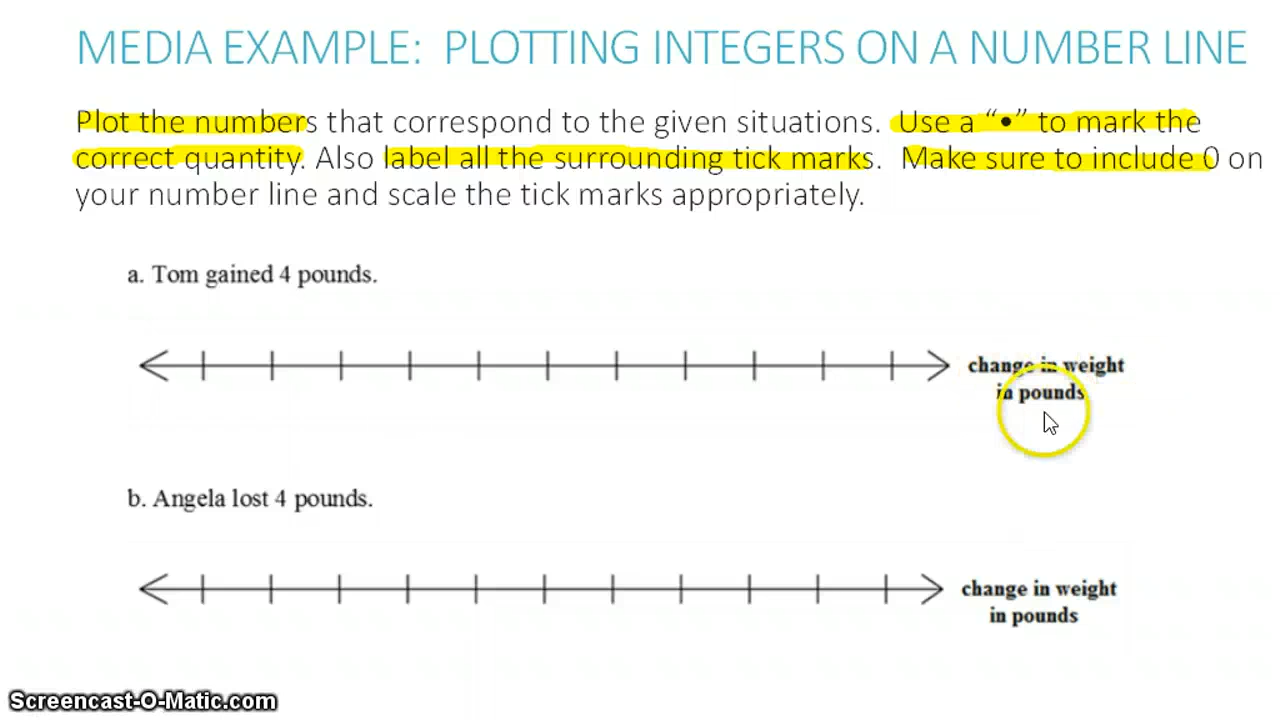 MEDIA EXAMPLE: PLOTTING INTEGERS ON A NUMBER LINE
Plot the numbers that correspond to the given situations. Use a “•” to mark the
correct quantity. Also label all the surrounding tick marks. Make sure to include 0 on
your number line and scale the tick marks appropriately.
a. Tom gained 4 pounds.
change in weight
in pounds
b. Angela lost 4 pounds.
change in weight
in pounds
Screencast-O-Matic.com